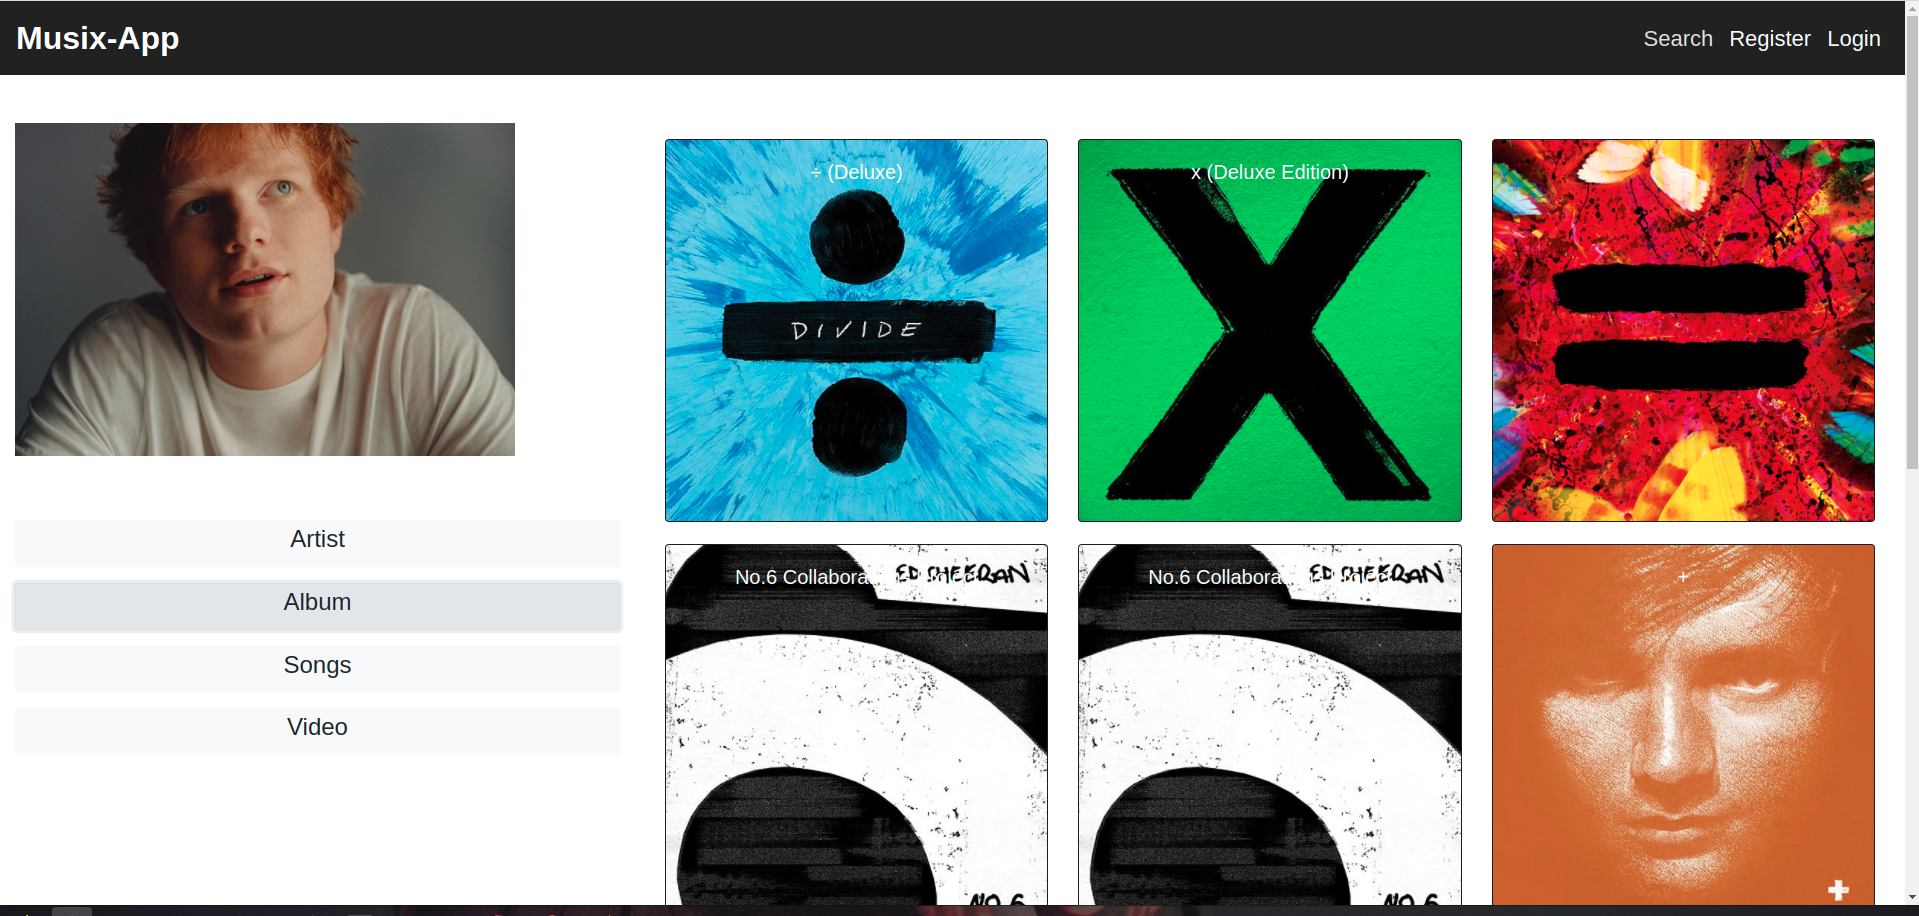 Musix-App
Search Register Login
÷ (Deluxe)
x (Deluxe Edition)
DIVIDE
Artist
Album
Songs
Video
No.6 Collabora
ED SHEERAN
No.6 Collabora
ED SHEERAN
+
NO.6
NO.6